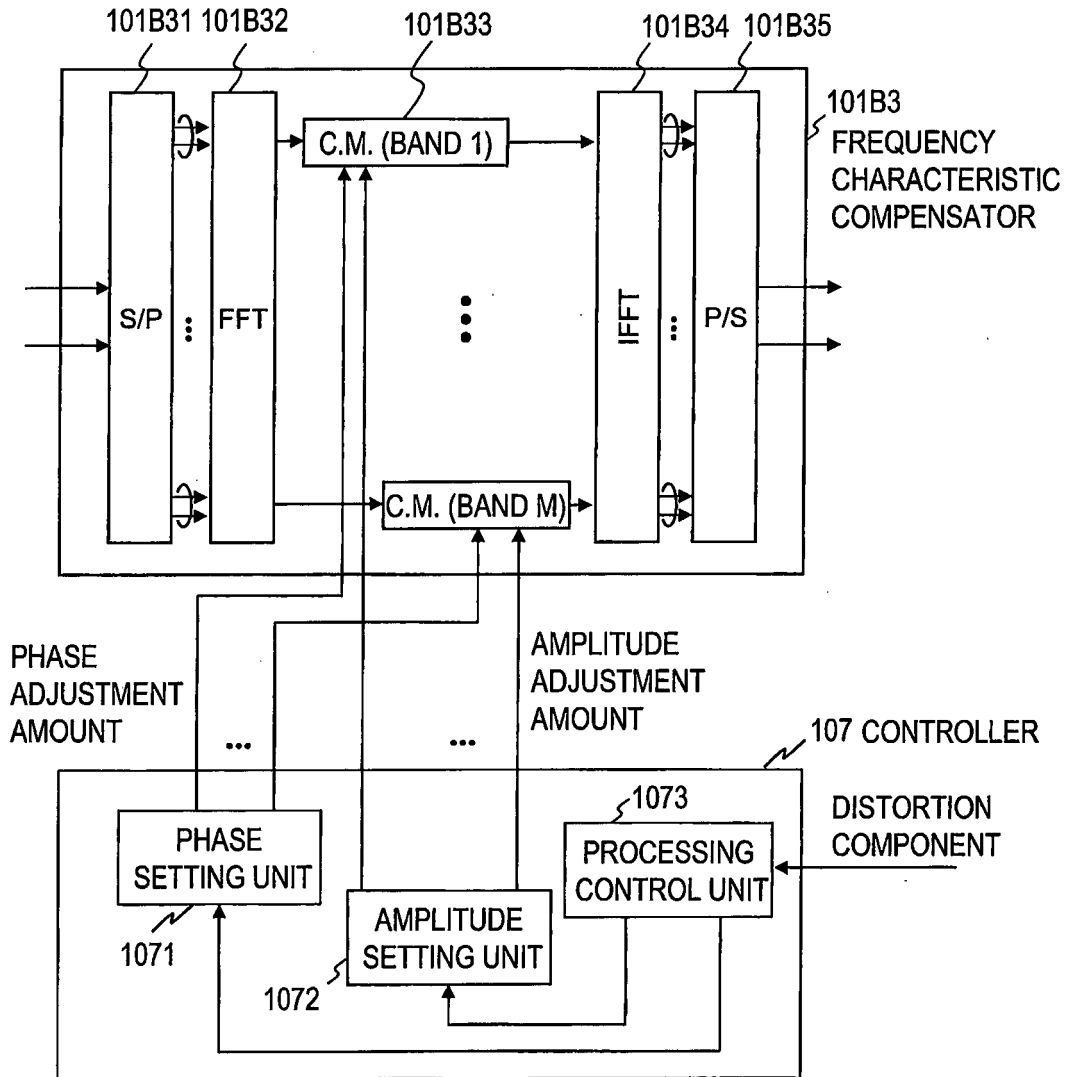 101B31 101B32 101B33 101B34 101B35
101B3
FREQUENCY
CHARACTERISTIC
COMPENSATOR
C.M. (BAND 1)
S/P
...
FFT
...
IFFT
...
P/S
C.M. (BAND M)
PHASE
ADJUSTMENT
AMOUNT
...
AMPLITUDE
ADJUSTMENT
AMOUNT
...
107 CONTROLLER
PHASE
SETTING UNIT
1071
AMPLITUDE
SETTING UNIT
1072
1073
PROCESSING
CONTROL UNIT
DISTORTION
COMPONENT